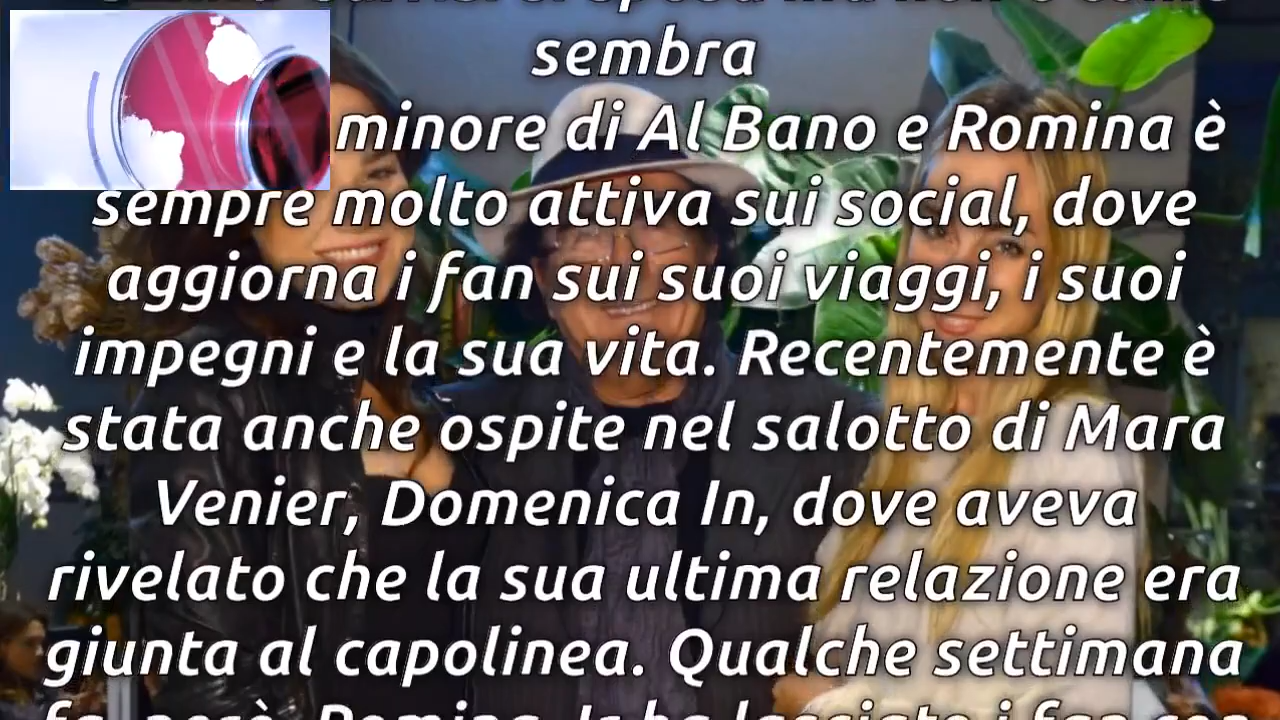 sembra
minore di Al Bano e Romina è
sempre molto attiva sui social, dove
aggiorna i fan sui suoi viaggi, i suoi
impegni e la sua vita. Recentemente è
stata anche ospite nel salotto di Mara
Venier, Domenica In, dove aveva
rivelato che la sua ultima relazione era
giunta al capolinea. Qualche settimana